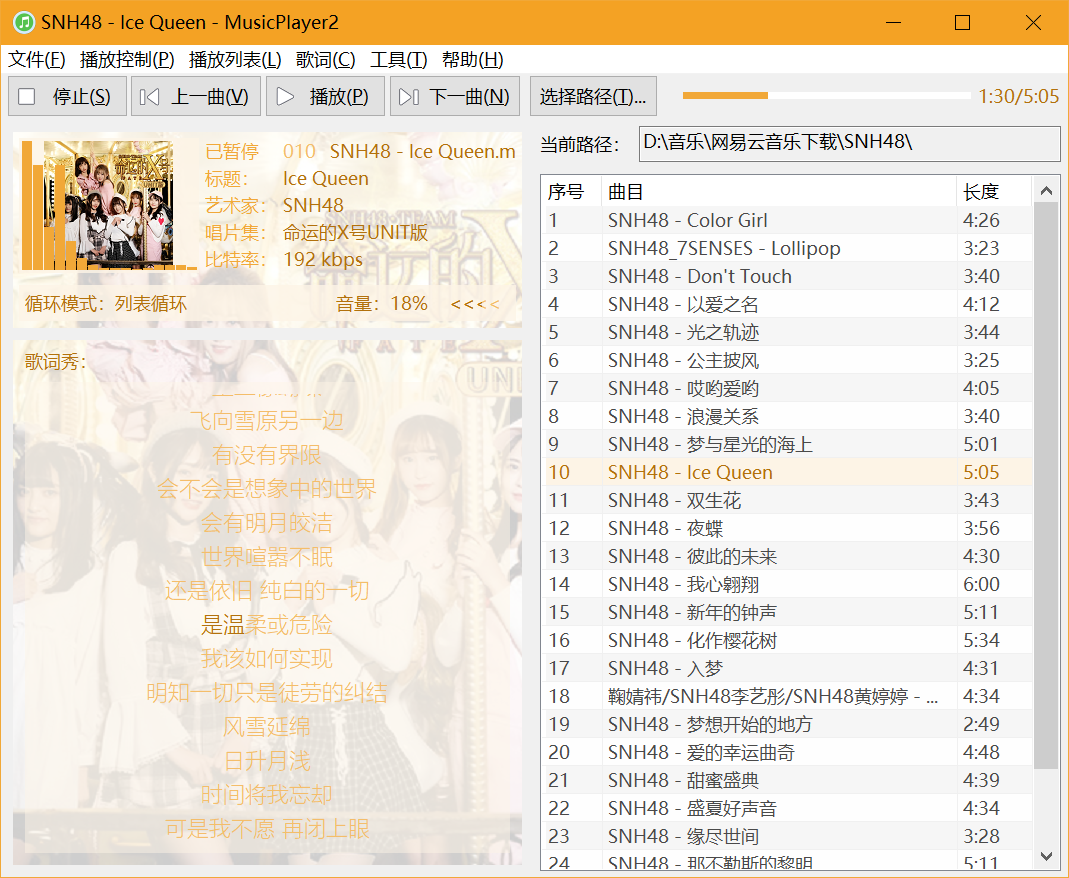 SNH48 - Ice Queen - MusicPlayer2
文件(F) 播放控制(P) 播放列表(L) 歌词(C) 工具(T) 帮助(H)
停止(S) 上一曲(V) 播放(P) 下一曲(N) 选择路径(T)... 1:30/5:05
已暂停 010 SNH48 - Ice Queen.m
标题: Ice Queen
艺术家: SNH48
唱片集: 命运的X号UNIT版
比特率: 192 kbps
循环模式: 列表循环 音量: 18% <<<<
歌词秀:
飞向雪原另一边
有没有界限
会不会是想象中的世界
会有明月皎洁
世界喧嚣不眠
还是依旧 纯白的一切
是温柔或危险
我该如何实现
明知一切只是徒劳的纠结
风雪延绵
日升月浅
时间将我忘却
可是我不愿 再闭上眼
当前路径: D:\音乐\网易云音乐下载\SNH48\
序号 曲目 长度
1 SNH48 - Color Girl 4:26
2 SNH48_7SENSES - Lollipop 3:23
3 SNH48 - Don't Touch 3:40
4 SNH48 - 以爱之名 4:12
5 SNH48 - 光之轨迹 3:44
6 SNH48 - 公主披风 3:25
7 SNH48 - 哎哟爱哟 4:05
8 SNH48 - 浪漫关系 3:40
9 SNH48 - 梦与星光的海上 5:01
10 SNH48 - Ice Queen 5:05
11 SNH48 - 双生花 3:43
12 SNH48 - 夜蝶 3:56
13 SNH48 - 彼此的未来 4:30
14 SNH48 - 我心翱翔 6:00
15 SNH48 - 新年的钟声 5:11
16 SNH48 - 化作樱花树 5:34
17 SNH48 - 入梦 4:31
18 鞠婧祎/SNH48李艺彤/SNH48黄婷婷 - ... 4:34
19 SNH48 - 梦想开始的地方 2:49
20 SNH48 - 爱的幸运曲奇 4:48
21 SNH48 - 甜蜜盛典 4:39
22 SNH48 - 盛夏好声音 4:34
23 SNH48 - 缘尽世间 3:28
24 SNH48 - 那不勒斯的黎明 5:11